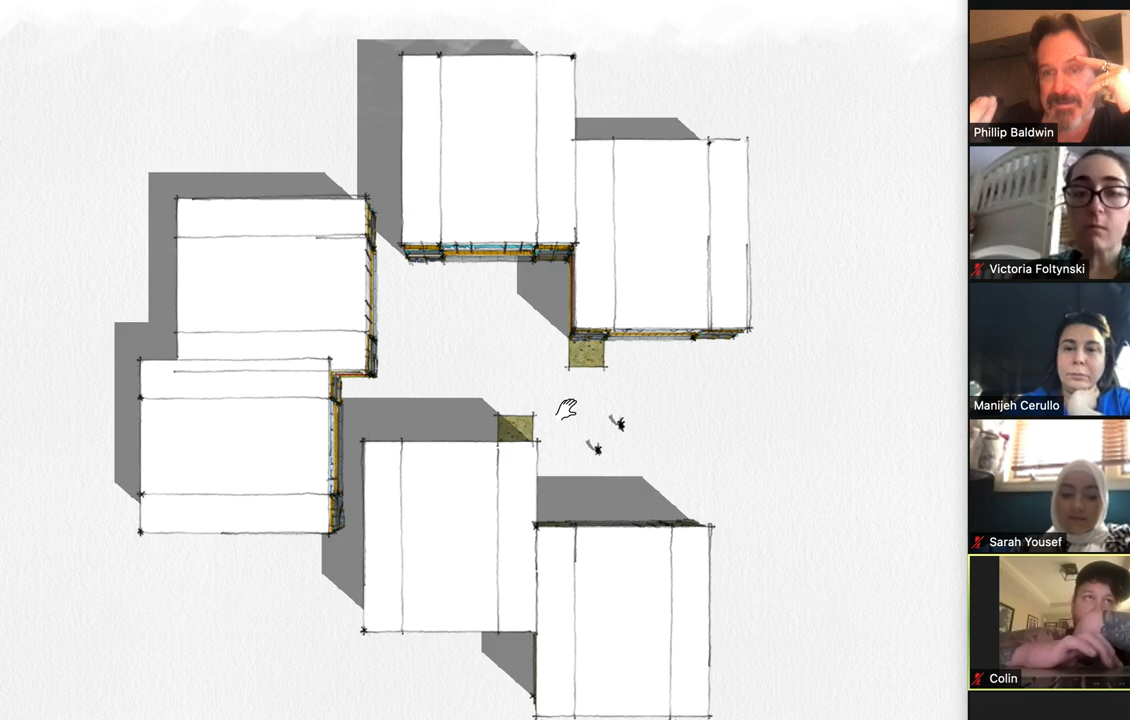 Phillip Baldwin
Victoria Foltynski
Manijeh Cerullo
Sarah Yousef
Colin